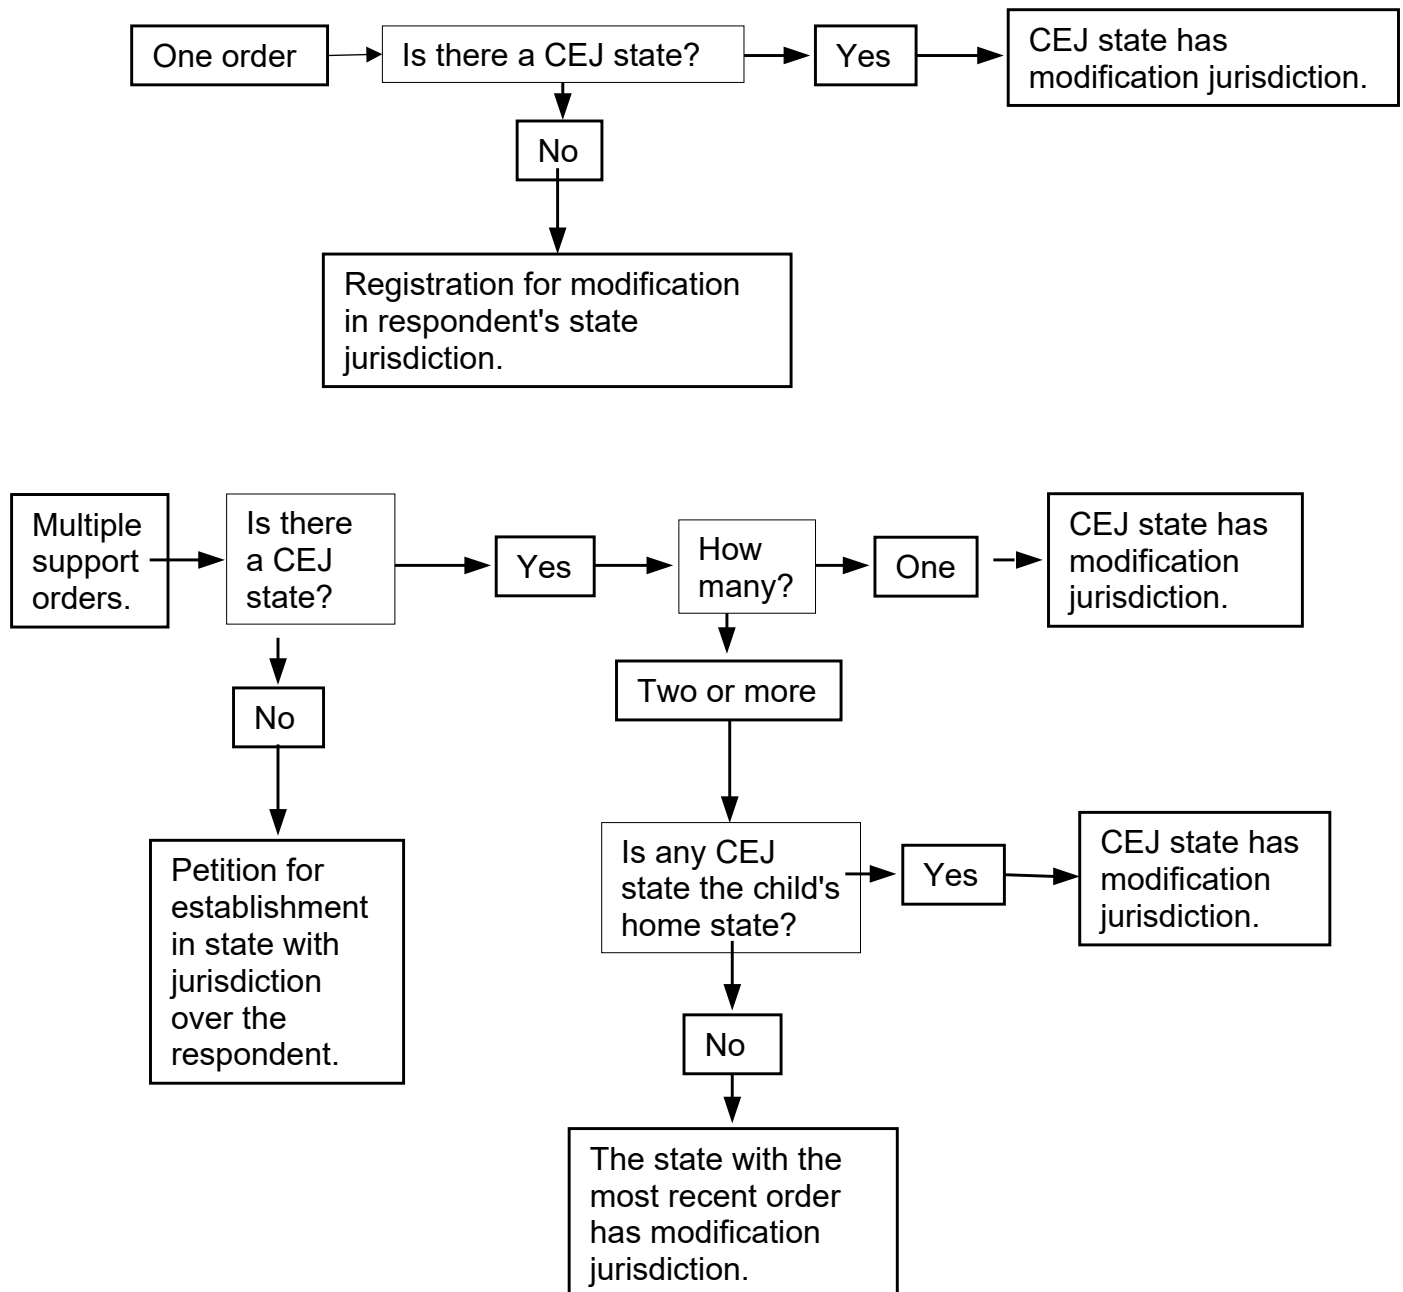 One order
Is there a CEJ state?
Yes
CEJ state has
modification jurisdiction.
No
Registration for modification
in respondent's state
jurisdiction.
Multiple
support
orders.
Is there
a CEJ
state?
Yes
How
many?
One
CEJ state has
modification
jurisdiction.
Two or more
No
Is any CEJ
state the child's
home state?
Yes
CEJ state has
modification
jurisdiction.
Petition for
establishment
in state with
jurisdiction
over the
respondent.
No
The state with the
most recent order
has modification
jurisdiction.